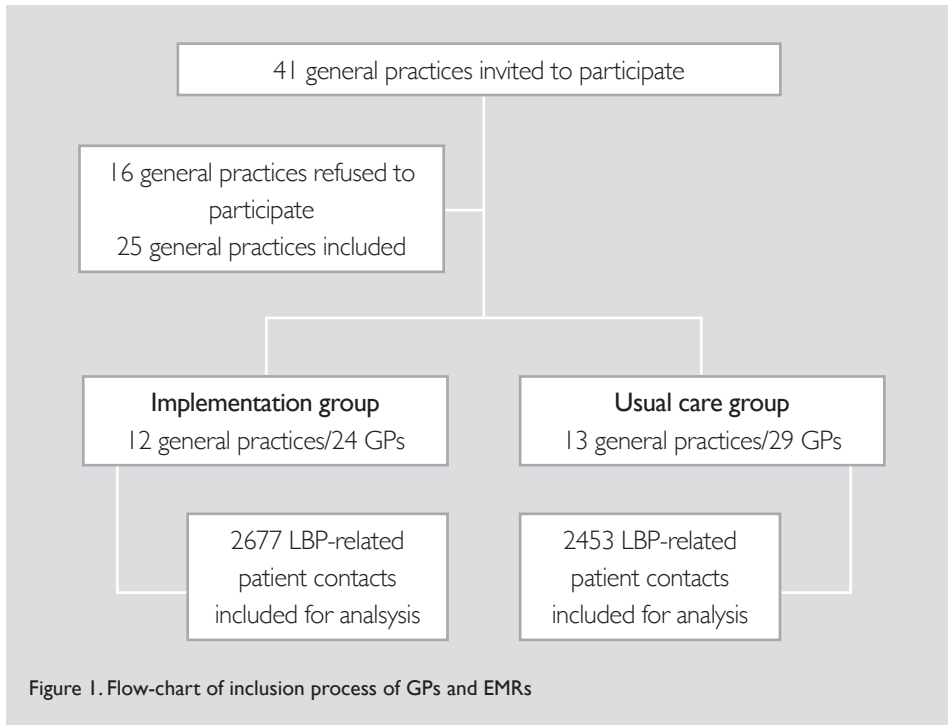 41 general practices invited to participate
16 general practices refused to
participate
25 general practices included
Implementation group
12 general practices/24 GPs
Usual care group
13 general practices/29 GPs
2677 LBP-related
patient contacts
included for analsysis
2453 LBP-related
patient contacts
included for analysis
Figure 1. Flow-chart of inclusion process of GPs and EMRs